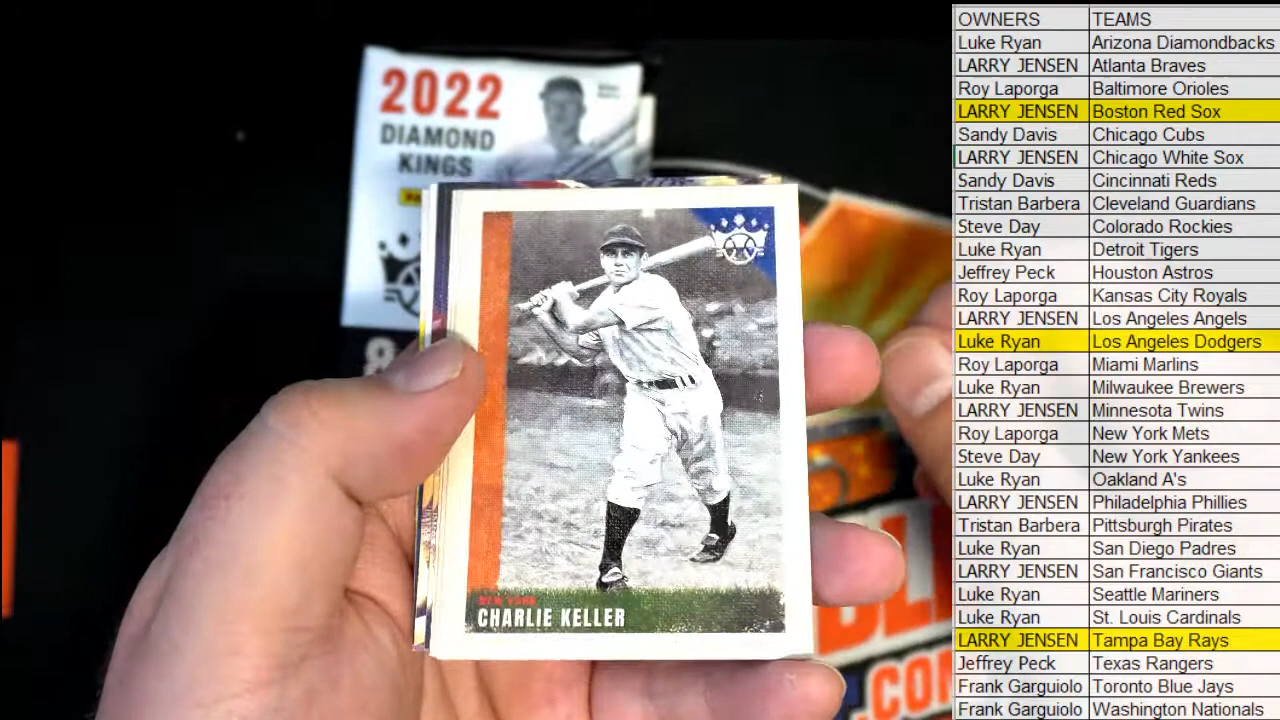 2022
DIAMOND
KINGS
NEW YORK
CHARLIE KELLER
.COM
OWNERS TEAMS
Luke Ryan Arizona Diamondbacks
LARRY JENSEN Atlanta Braves
Roy Laporga Baltimore Orioles
LARRY JENSEN Boston Red Sox
Sandy Davis Chicago Cubs
LARRY JENSEN Chicago White Sox
Sandy Davis Cincinnati Reds
Tristan Barbera Cleveland Guardians
Steve Day Colorado Rockies
Luke Ryan Detroit Tigers
Jeffrey Peck Houston Astros
Roy Laporga Kansas City Royals
LARRY JENSEN Los Angeles Angels
Luke Ryan Los Angeles Dodgers
Roy Laporga Miami Marlins
Luke Ryan Milwaukee Brewers
LARRY JENSEN Minnesota Twins
Roy Laporga New York Mets
Steve Day New York Yankees
Luke Ryan Oakland A's
LARRY JENSEN Philadelphia Phillies
Tristan Barbera Pittsburgh Pirates
Luke Ryan San Diego Padres
LARRY JENSEN San Francisco Giants
Luke Ryan Seattle Mariners
Luke Ryan St. Louis Cardinals
LARRY JENSEN Tampa Bay Rays
Jeffrey Peck Texas Rangers
Frank Garguiolo Toronto Blue Jays
Frank Garguiolo Washington Nationals